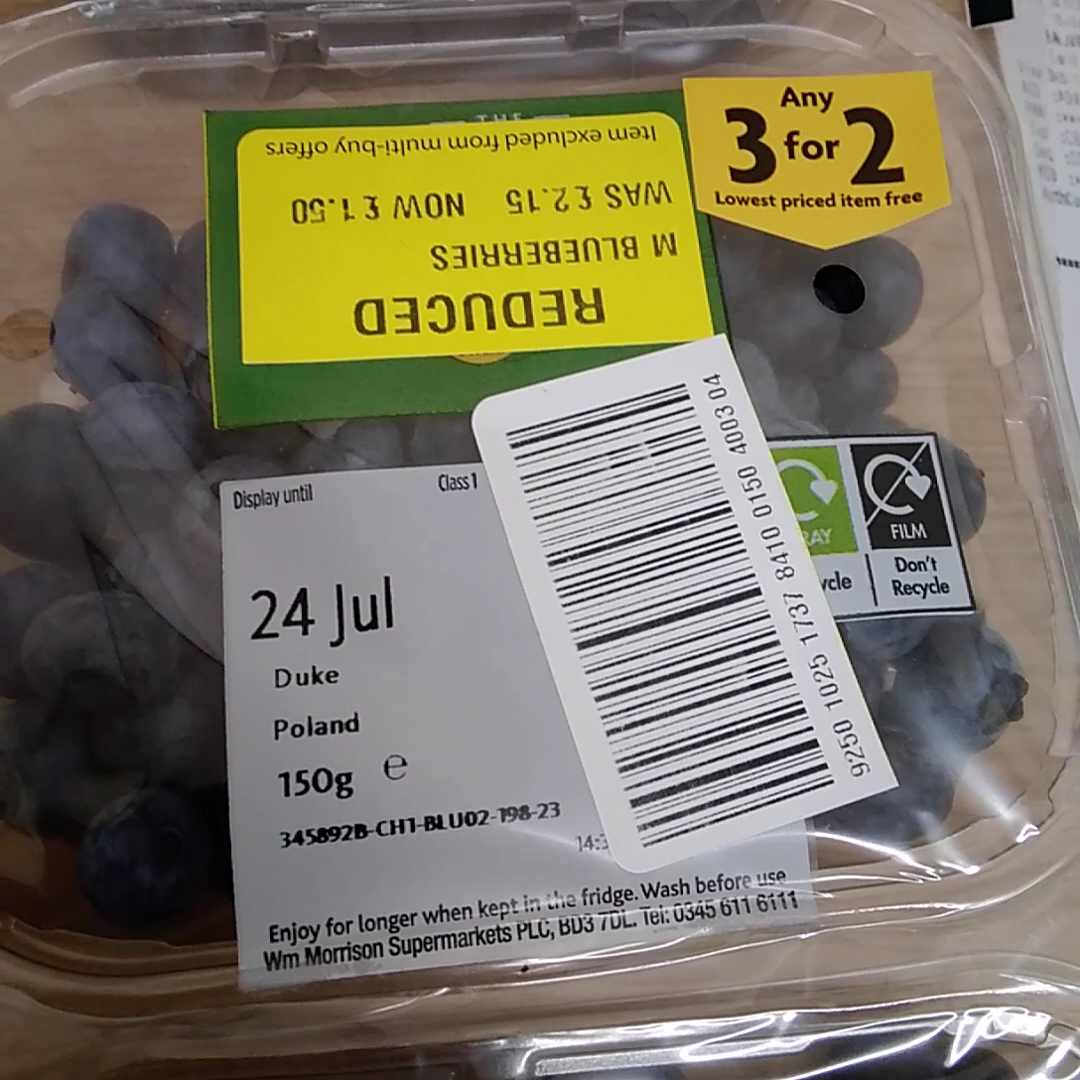 Any
3 for 2
Lowest priced item free
REDUCED
M BLUEBERRIES
WAS £2.15 NOW £1.50
Item excluded from multi-buy offers
9250 1025 1737 8410 0150 4003 04
FILM
Don't
Recycle
Display until
Class 1
24 Jul
Duke
Poland
150g e
345892B-CH1-BLU02-198-23
Enjoy for longer when kept in the fridge. Wash before use
Wm Morrison Supermarkets PLC, BD3 7DL. Tel: 0345 611 6111